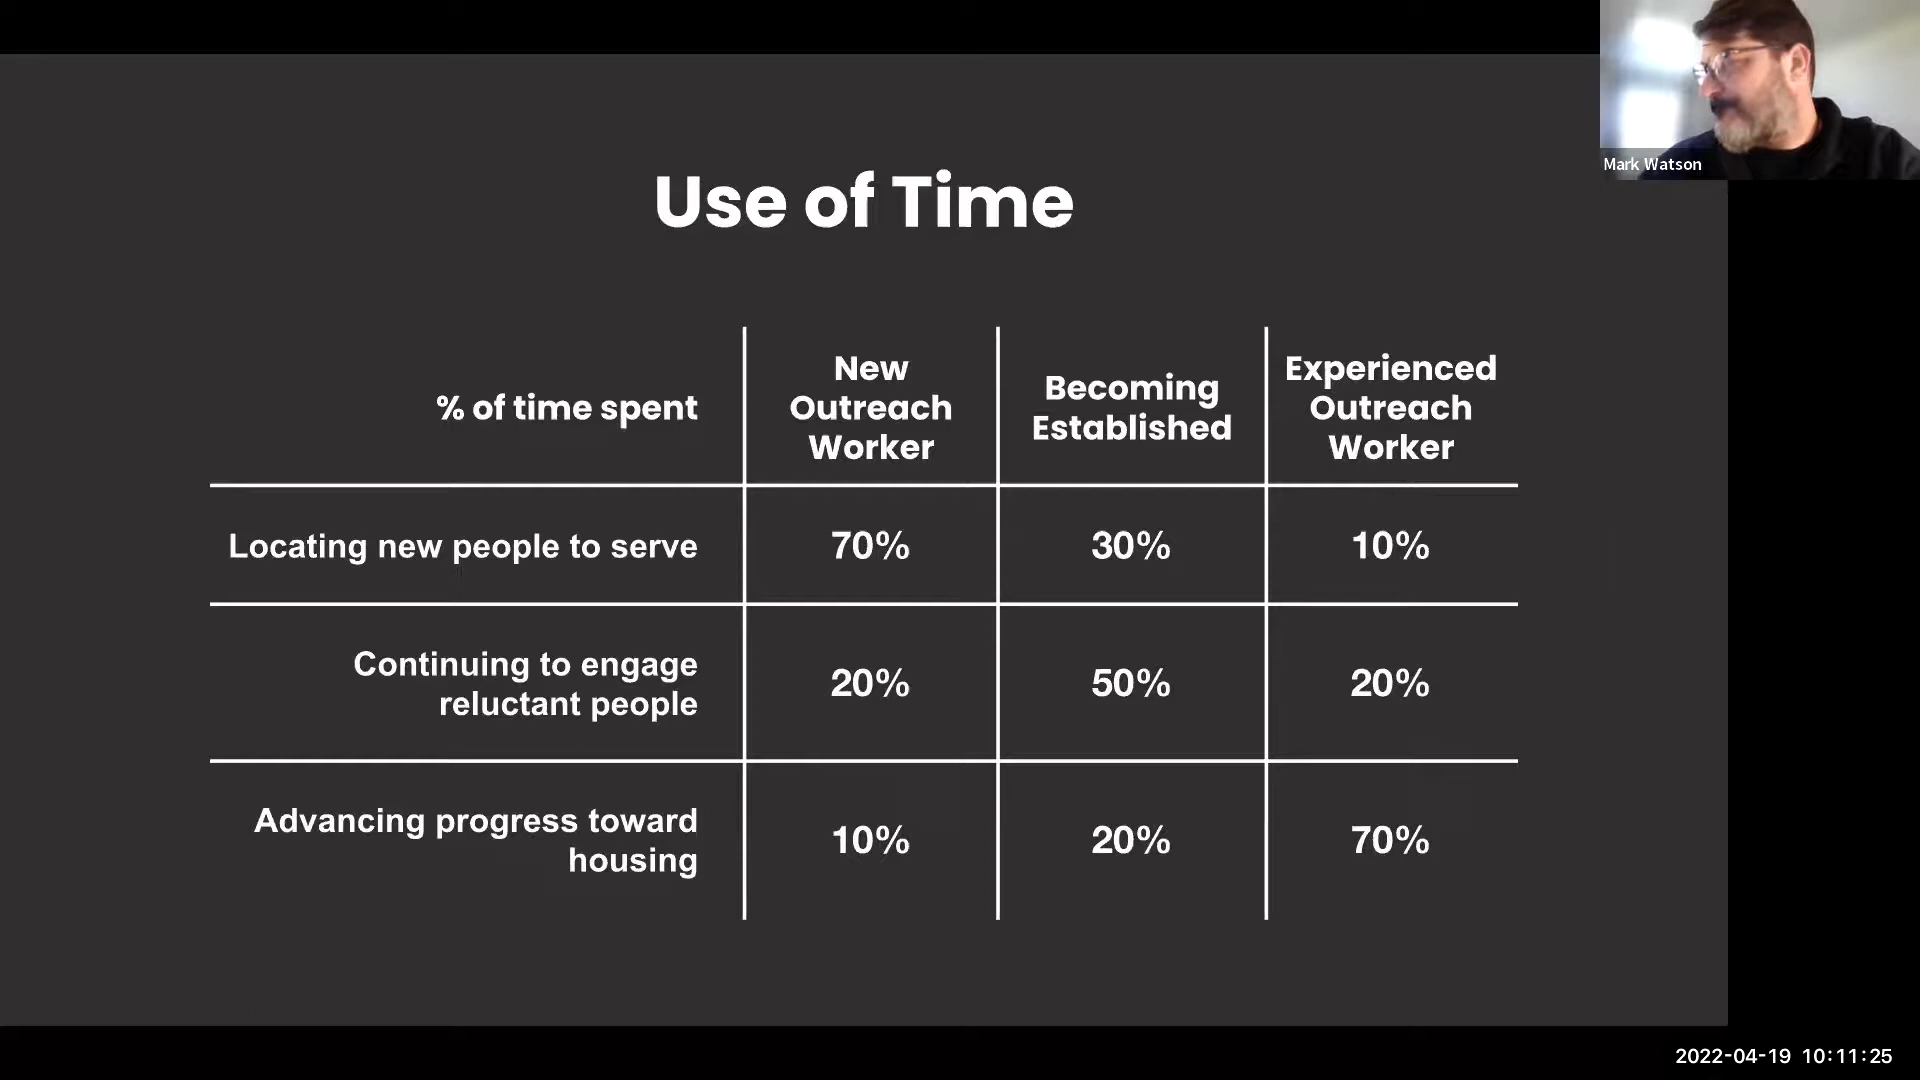 Mark Watson
Use of Time
% of time spent
New
Outreach
Worker
Becoming
Established
Experienced
Outreach
Worker
Locating new people to serve
70%
30%
10%
Continuing to engage
reluctant people
20%
50%
20%
Advancing progress toward
housing
10%
20%
70%
2022-04-19 10:11:25